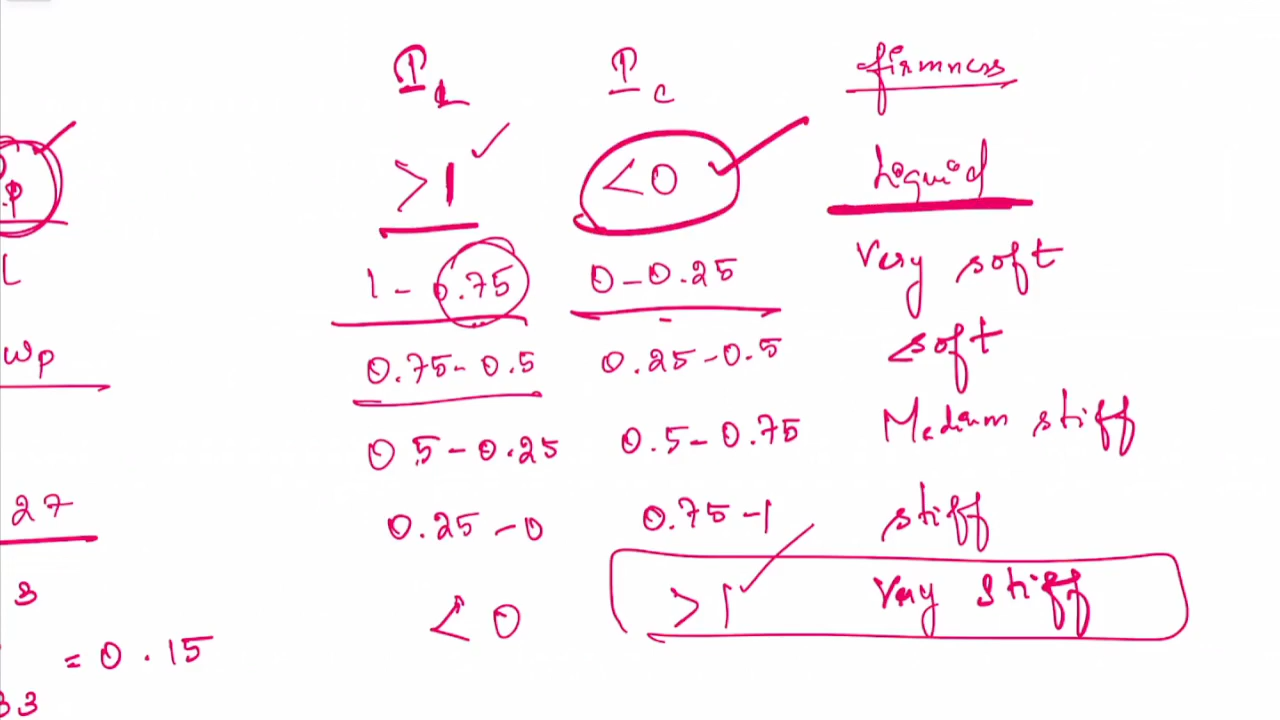 I_L I_c firmness
>1 <0 Liquid
1 - 0.75 0 - 0.25 Very soft
L
0.75 - 0.5 0.25 - 0.5 soft
wp
0.5 - 0.25 0.5 - 0.75 Medium stiff
27
0.25 - 0 0.75 - 1 stiff
3
<0 >1 Very stiff
= 0.15
33